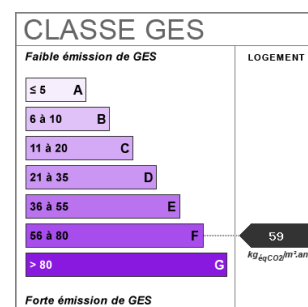 CLASSE GES
Faible émission de GES
LOGEMENT
≤ 5 A
6 à 10 B
11 à 20 C
21 à 35 D
36 à 55 E
56 à 80 F 59
kgéqCO2/m².an
> 80 G
Forte émission de GES